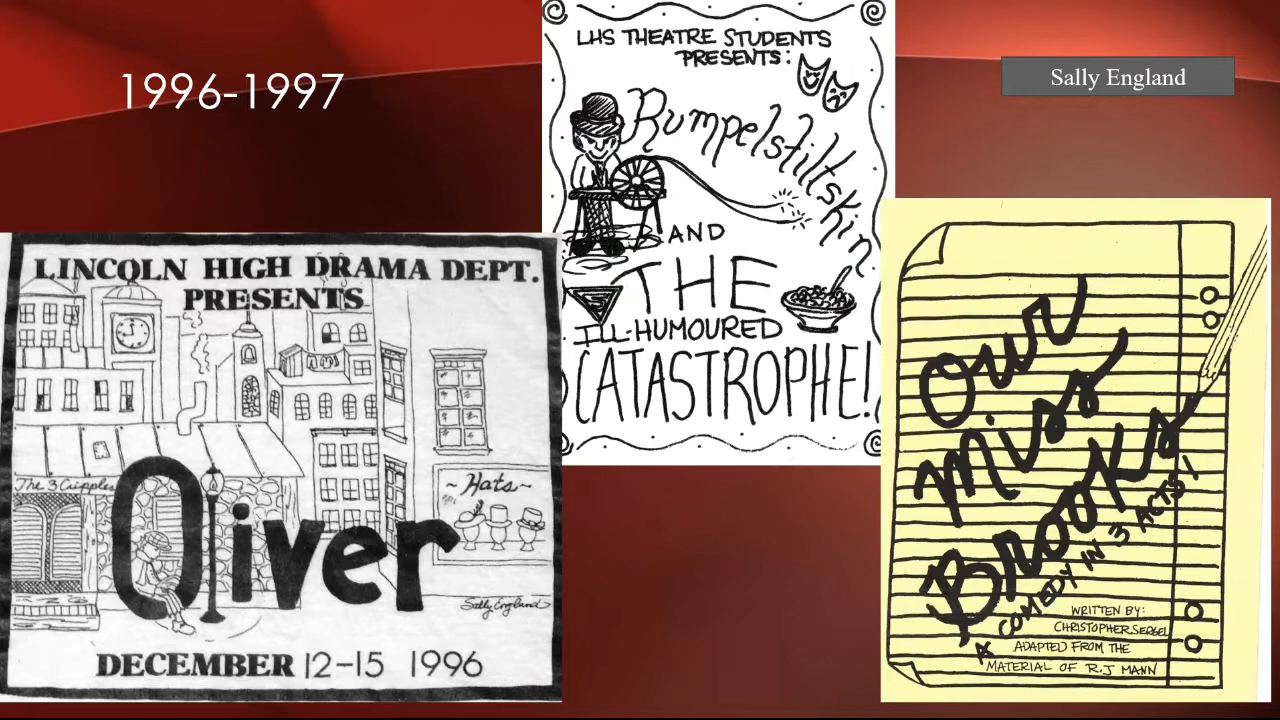 1996-1997
Sally England
LINCOLN HIGH DRAMA DEPT.
PRESENTS
The 3 Cripples
~Hats~
Oliver
Sally England
DECEMBER 12-15 1996
LHS THEATRE STUDENTS
PRESENTS:
Rumpelstiltskin
AND
THE
ILL-HUMOURED
CATASTROPHE!
Our
Miss
Brooks
A COMEDY IN 3 ACTS!
WRITTEN BY:
CHRISTOPHER SERGEL
ADAPTED FROM THE
MATERIAL OF R.J MANN